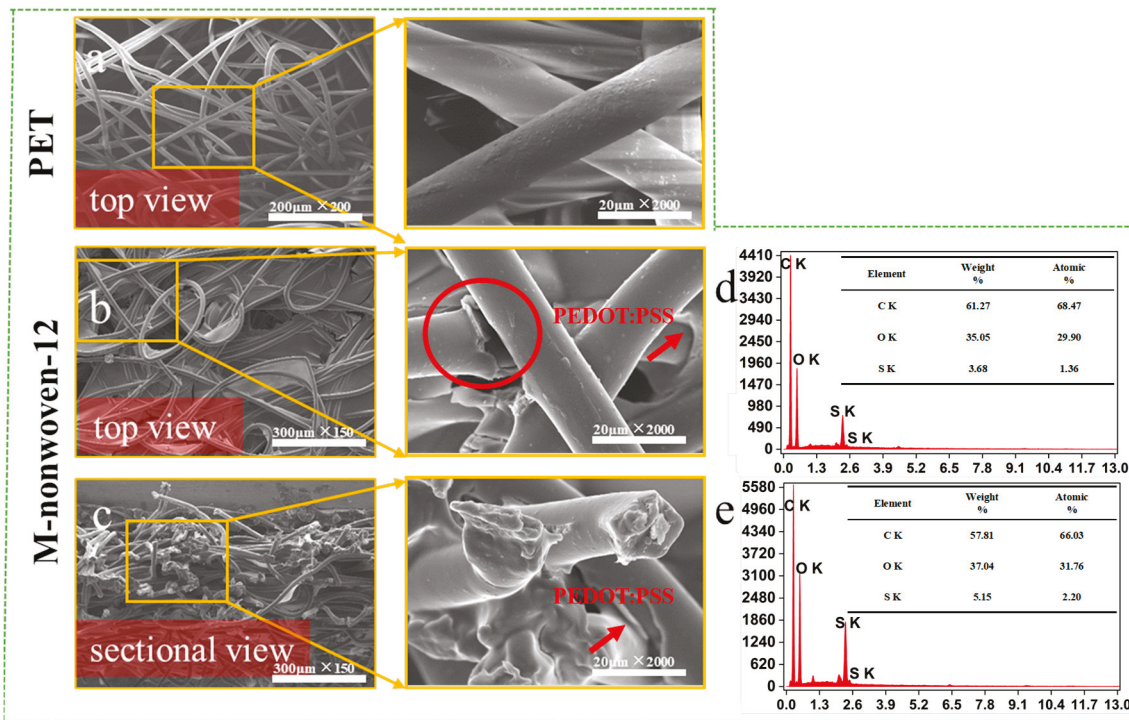 PET
a
top view
200μm ×200
20μm ×2000
M-nonwoven-12
b
top view
300μm ×150
PEDOT:PSS
20μm ×2000
c
sectional view
300μm ×150
PEDOT:PSS
20μm ×2000
d
4410
3920
3430
2940
2450
1960
1470
980
490
0
C K
O K
S K
S K
0.0 1.3 2.6 3.9 5.2 6.5 7.8 9.1 10.4 11.7 13.0
Element Weight % Atomic %
C K 61.27 68.47
O K 35.05 29.90
S K 3.68 1.36
e
5580
4960
4340
3720
3100
2480
1860
1240
620
0
C K
O K
S K
S K
0.0 1.3 2.6 3.9 5.2 6.5 7.8 9.1 10.4 11.7 13.0
Element Weight % Atomic %
C K 57.81 66.03
O K 37.04 31.76
S K 5.15 2.20